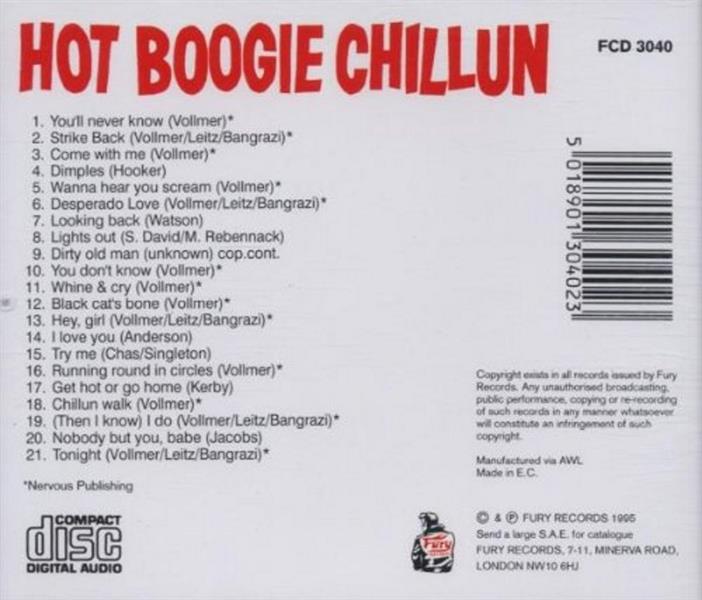 HOT BOOGIE CHILLUN
FCD 3040
1. You'll never know (Vollmer)*
2. Strike Back (Vollmer/Leitz/Bangrazi)*
3. Come with me (Vollmer)*
4. Dimples (Hooker)
5. Wanna hear you scream (Vollmer)*
6. Desperado Love (Vollmer/Leitz/Bangrazi)*
7. Looking back (Watson)
8. Lights out (S. David/M. Rebennack)
9. Dirty old man (unknown) cop.cont.
10. You don't know (Vollmer)*
11. Whine & cry (Vollmer)*
12. Black cat's bone (Vollmer)*
13. Hey, girl (Vollmer/Leitz/Bangrazi)*
14. I love you (Anderson)
15. Try me (Chas/Singleton)
16. Running round in circles (Vollmer)*
17. Get hot or go home (Kerby)
18. Chillun walk (Vollmer)*
19. (Then I know) I do (Vollmer/Leitz/Bangrazi)*
20. Nobody but you, babe (Jacobs)
21. Tonight (Vollmer/Leitz/Bangrazi)*
*Nervous Publishing
5 018901 304023
Copyright exists in all records issued by Fury
Records. Any unauthorised broadcasting,
public performance, copying or re-recording
of such records in any manner whatsoever
will constitute an infringement of such
copyright.
Manufactured via AWL
Made in E.C.
COMPACT
disc
DIGITAL AUDIO
Fury
© & ℗ FURY RECORDS 1995
Send a large S.A.E. for catalogue
FURY RECORDS, 7-11, MINERVA ROAD,
LONDON NW10 6HJ